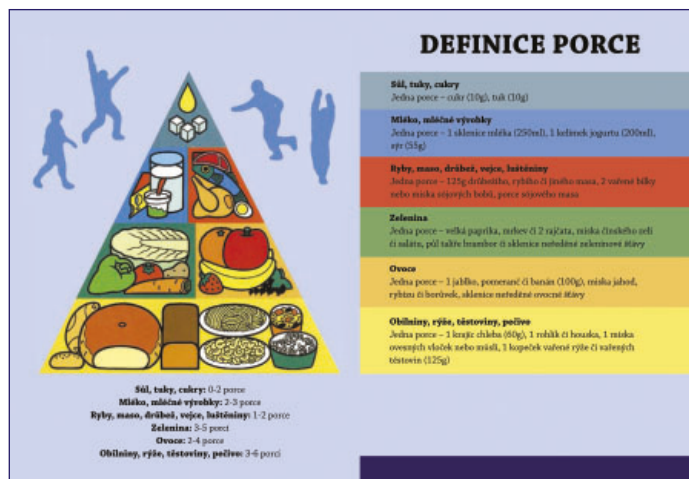 DEFINICE PORCE
Sůl, tuky, cukry
Jedna porce – cukr (10g), tuk (10g)
Mléko, mléčné výrobky
Jedna porce – 1 sklenice mléka (250ml), 1 kelímek jogurtu (200ml),
sýr (55g)
Ryby, maso, drůbež, vejce, luštěniny
Jedna porce – 125g drůbežího, rybího či jiného masa, 2 vařené bílky
nebo miska sójových bobů, porce sójového masa
Zelenina
Jedna porce – velká paprika, mrkev či 2 rajčata, miska čínského zelí
či salátu, půl talíře brambor či sklenice neředěné zeleninové šťávy
Ovoce
Jedna porce – 1 jablko, pomeranč či banán (100g), miska jahod,
rybízu či borůvek, sklenice neředěné ovocné šťávy
Obilniny, rýže, těstoviny, pečivo
Jedna porce – 1 krajíc chleba (60g), 1 rohlík či houska, 1 miska
ovesných vloček nebo müsli, 1 kopeček vařené rýže či vařených
těstovin (125g)
Sůl, tuky, cukry: 0-2 porce
Mléko, mléčné výrobky: 2-3 porce
Ryby, maso, drůbež, vejce, luštěniny: 1-2 porce
Zelenina: 3-5 porcí
Ovoce: 2-4 porce
Obilniny, rýže, těstoviny, pečivo: 3-6 porcí